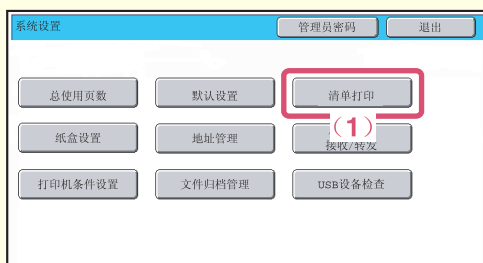 系统设置
管理员密码
退出
总使用页数
默认设置
清单打印
纸盒设置
地址管理
(1)
接收/转发
打印机条件设置
文件归档管理
USB设备检查